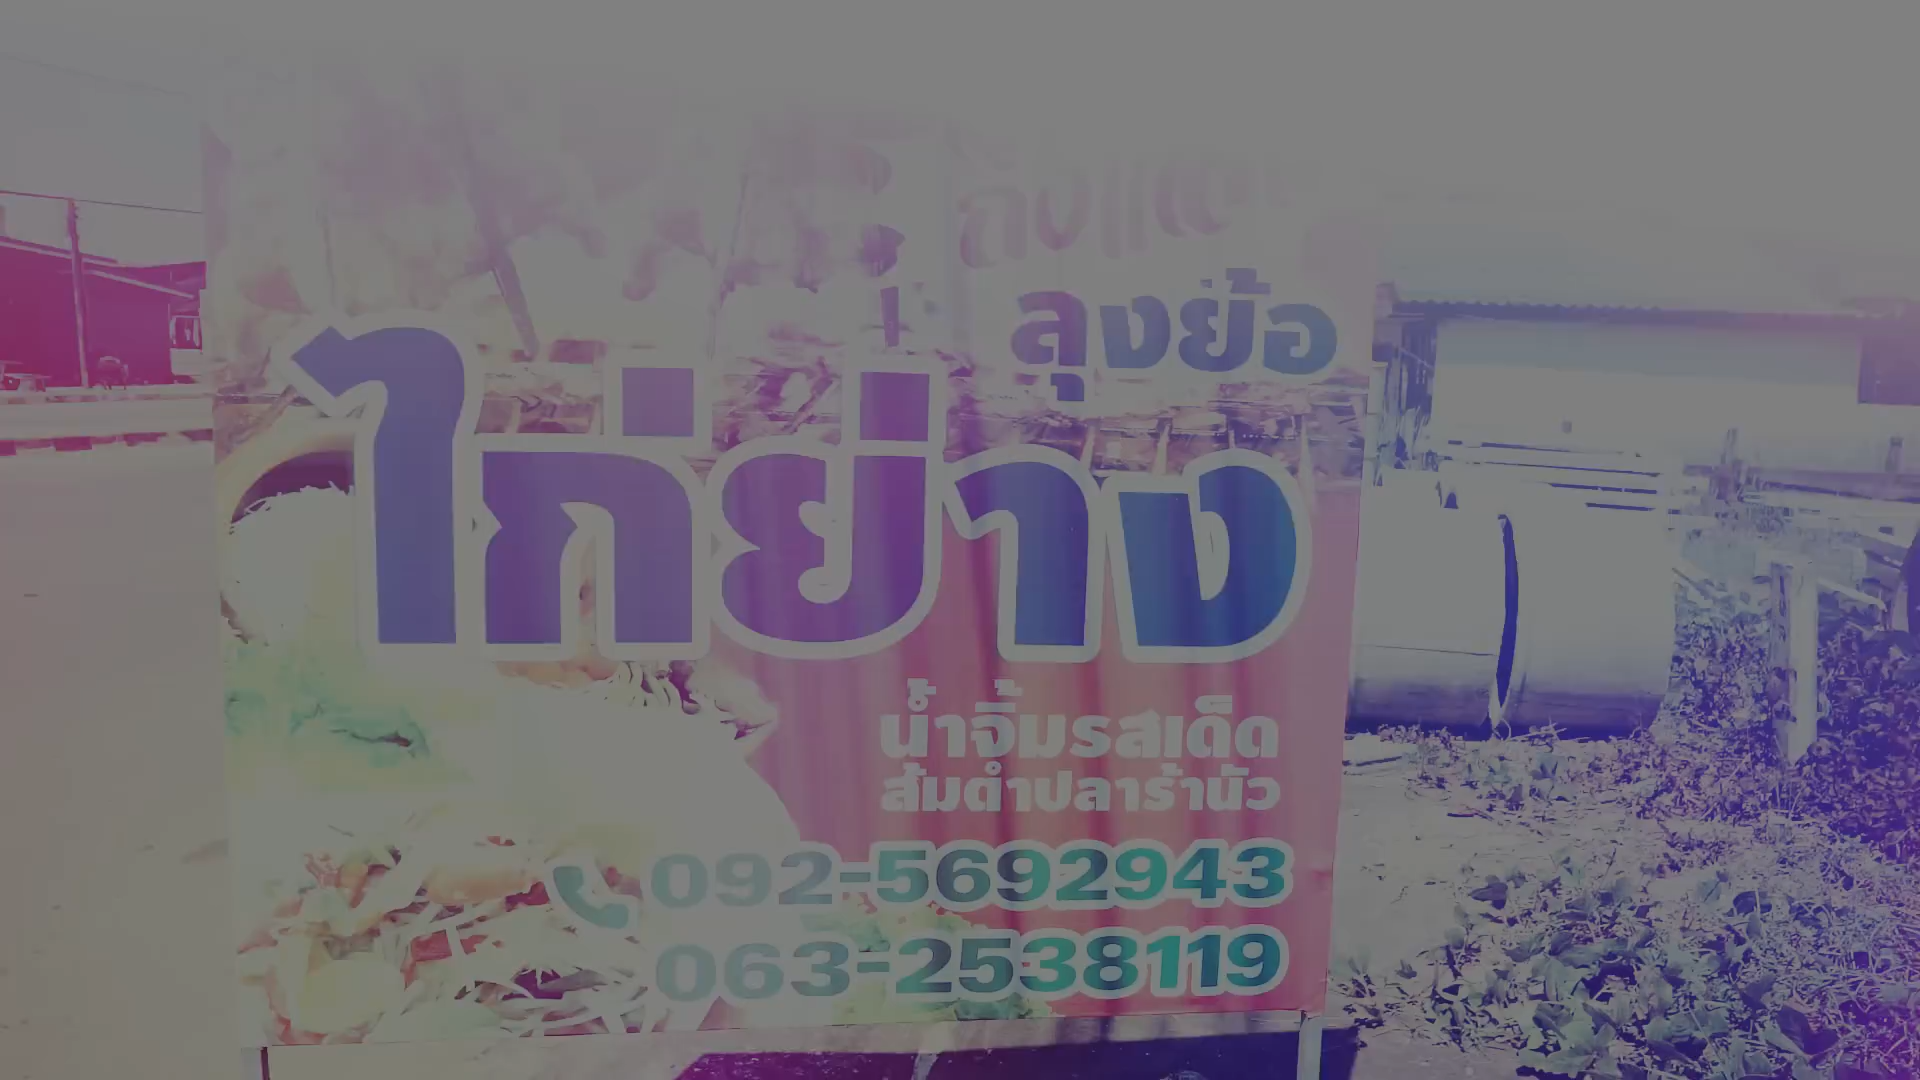 ลุงย้อ
ไก่ย่าง
น้ำจิ้มรสเด็ด
ส้มตำปลาร้านัว
092-5692943
063-2538119